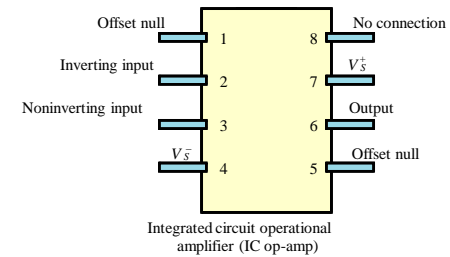 Offset null
No connection
1
8
Inverting input
V_S^+
2
7
Noninverting input
Output
3
6
V_S^-
Offset null
4
5
Integrated circuit operational
amplifier (IC op-amp)